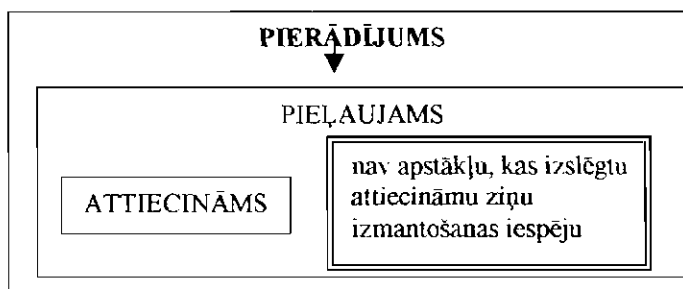 PIERĀDĪJUMS
PIEĻAUJAMS
ATTIECINĀMS
nav apstākļu, kas izslēgtu
attiecināmu ziņu
izmantošanas iespēju